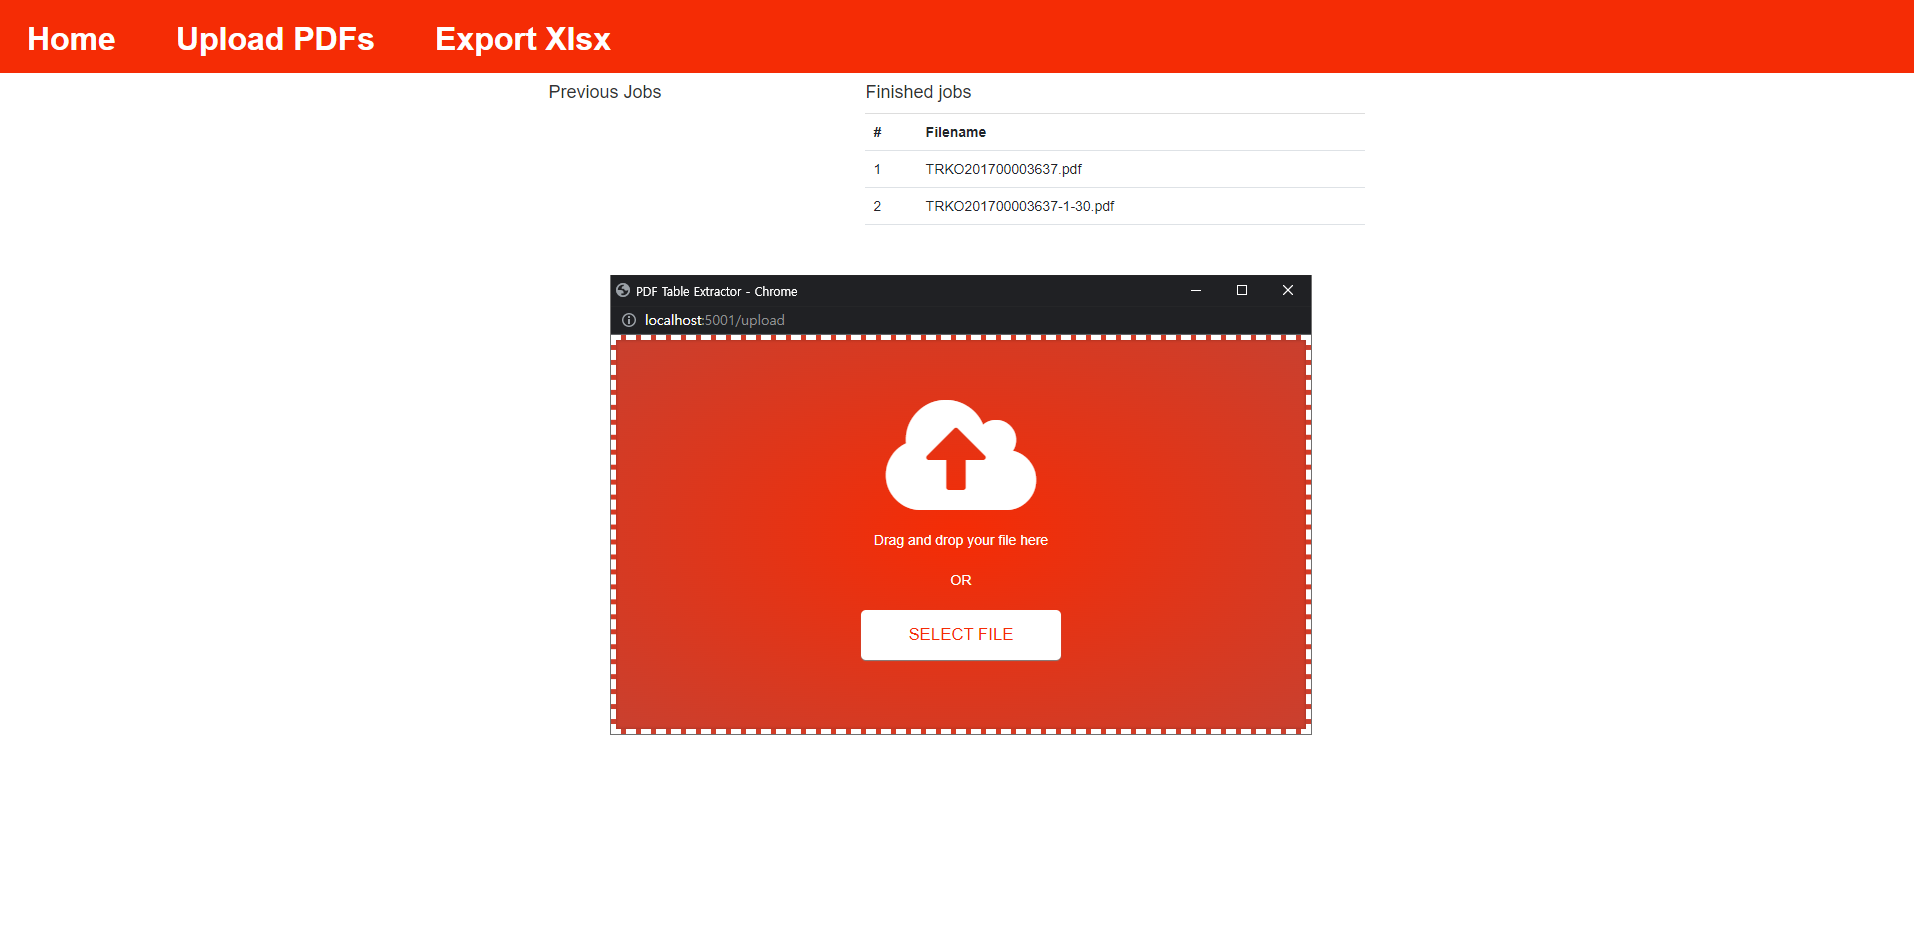 Home Upload PDFs Export Xlsx
Previous Jobs
Finished jobs
# Filename
1 TRKO201700003637.pdf
2 TRKO201700003637-1-30.pdf
PDF Table Extractor - Chrome
localhost:5001/upload
Drag and drop your file here
OR
SELECT FILE